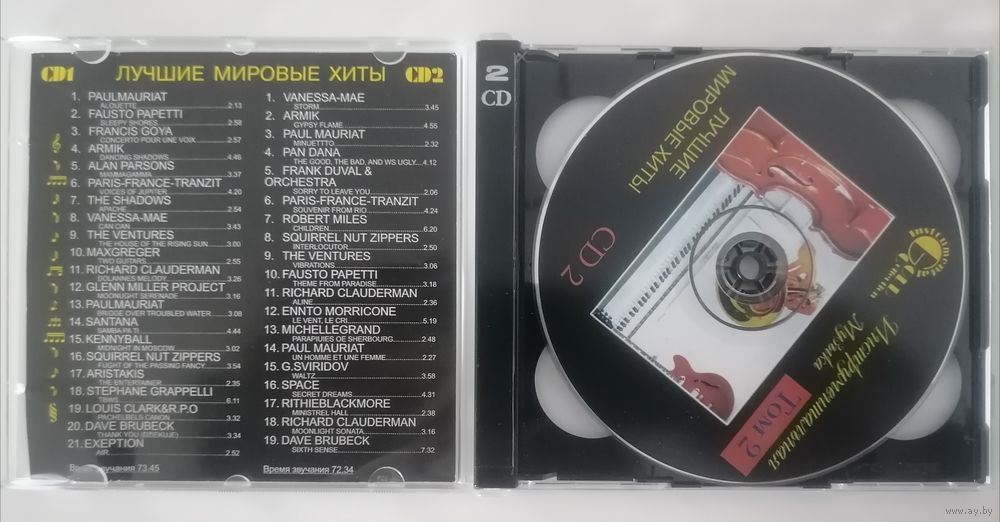 CD1 ЛУЧШИЕ МИРОВЫЕ ХИТЫ CD2
1. PAULMAURIAT
ALOUETTE 2.13
2. FAUSTO PAPETTI
SLEEPY SHORES 2.58
3. FRANCIS GOYA
CONCERTO POUR UNE VOIX 2.57
4. ARMIK
DANCING SHADOWS 4.46
5. ALAN PARSONS
MAMMAGAMMA 3.37
6. PARIS-FRANCE-TRANZIT
VOICES OF JUPITER 4.20
7. THE SHADOWS
APACHE 2.54
8. VANESSA-MAE
CAN CAN 3.43
9. THE VENTURES
THE HOUSE OF THE RISING SUN 3.00
10. MAXGREGER
TWO GUITARS 2.55
11. RICHARD CLAUDERMAN
DOLANNES MELODY 3.26
12. GLENN MILLER PROJECT
MOONLIGHT SERENADE 3.16
13. PAULMAURIAT
BRIDGE OVER TROUBLED WATER 3.08
14. SANTANA
SAMBA PA TI 4.44
15. KENNYBALL
MIDNIGHT IN MOSCOW 3.02
16. SQUIRREL NUT ZIPPERS
FLIGHT OF THE PASSING FANCY 3.54
17. ARISTAKIS
THE ENTERTAINER 2.35
18. STEPHANE GRAPPELLI
6.11
19. LOUIS CLARK&R.P.O
PACHELBELS CANON 3.32
20. DAVE BRUBECK
THANK YOU (DZIEKUJE) 3.34
21. EXEPTION
AIR 2.52
Время звучания 73.45
1. VANESSA-MAE
STORM 3.45
2. ARMIK
GYPSY FLAME 4.55
3. PAUL MAURIAT
MINUETTTO 2.32
4. PAN DANA
THE GOOD, THE BAD, AND WS UGLY 4.12
5. FRANK DUVAL &
ORCHESTRA
SORRY TO LEAVE YOU 2.06
6. PARIS-FRANCE-TRANZIT
SOUVENIR FROM RIO 4.24
7. ROBERT MILES
CHILDREN 6.20
8. SQUIRREL NUT ZIPPERS
INTERLOCUTOR 2.50
9. THE VENTURES
VIBRATIONS 3.06
10. FAUSTO PAPETTI
THEME FROM PARADISE 3.18
11. RICHARD CLAUDERMAN
ALINE 2.36
12. ENNTO MORRICONE
LE VENT, LE CRI 5.19
13. MICHELLEGRAND
PARAPIUIES OE SHERBOURG 2.48
14. PAUL MAURIAT
UN HOMME ET UNE FEMME 2.27
15. G.SVIRIDOV
WALTZ 3.58
16. SPACE
SECRET DREAMS 4.31
17. RITHIEBLACKMORE
MINISTREL HALL 2.38
18. RICHARD CLAUDERMAN
MOONLIGHT SONATA 3.16
19. DAVE BRUBECK
SIXTH SENSE 7.32
Время звучания 72.34
2
CD
ЛУЧШИЕ
МИРОВЫЕ ХИТЫ
CD 2
Instrumental
Инструментальная
Музыка
Том 2
www.ay.by